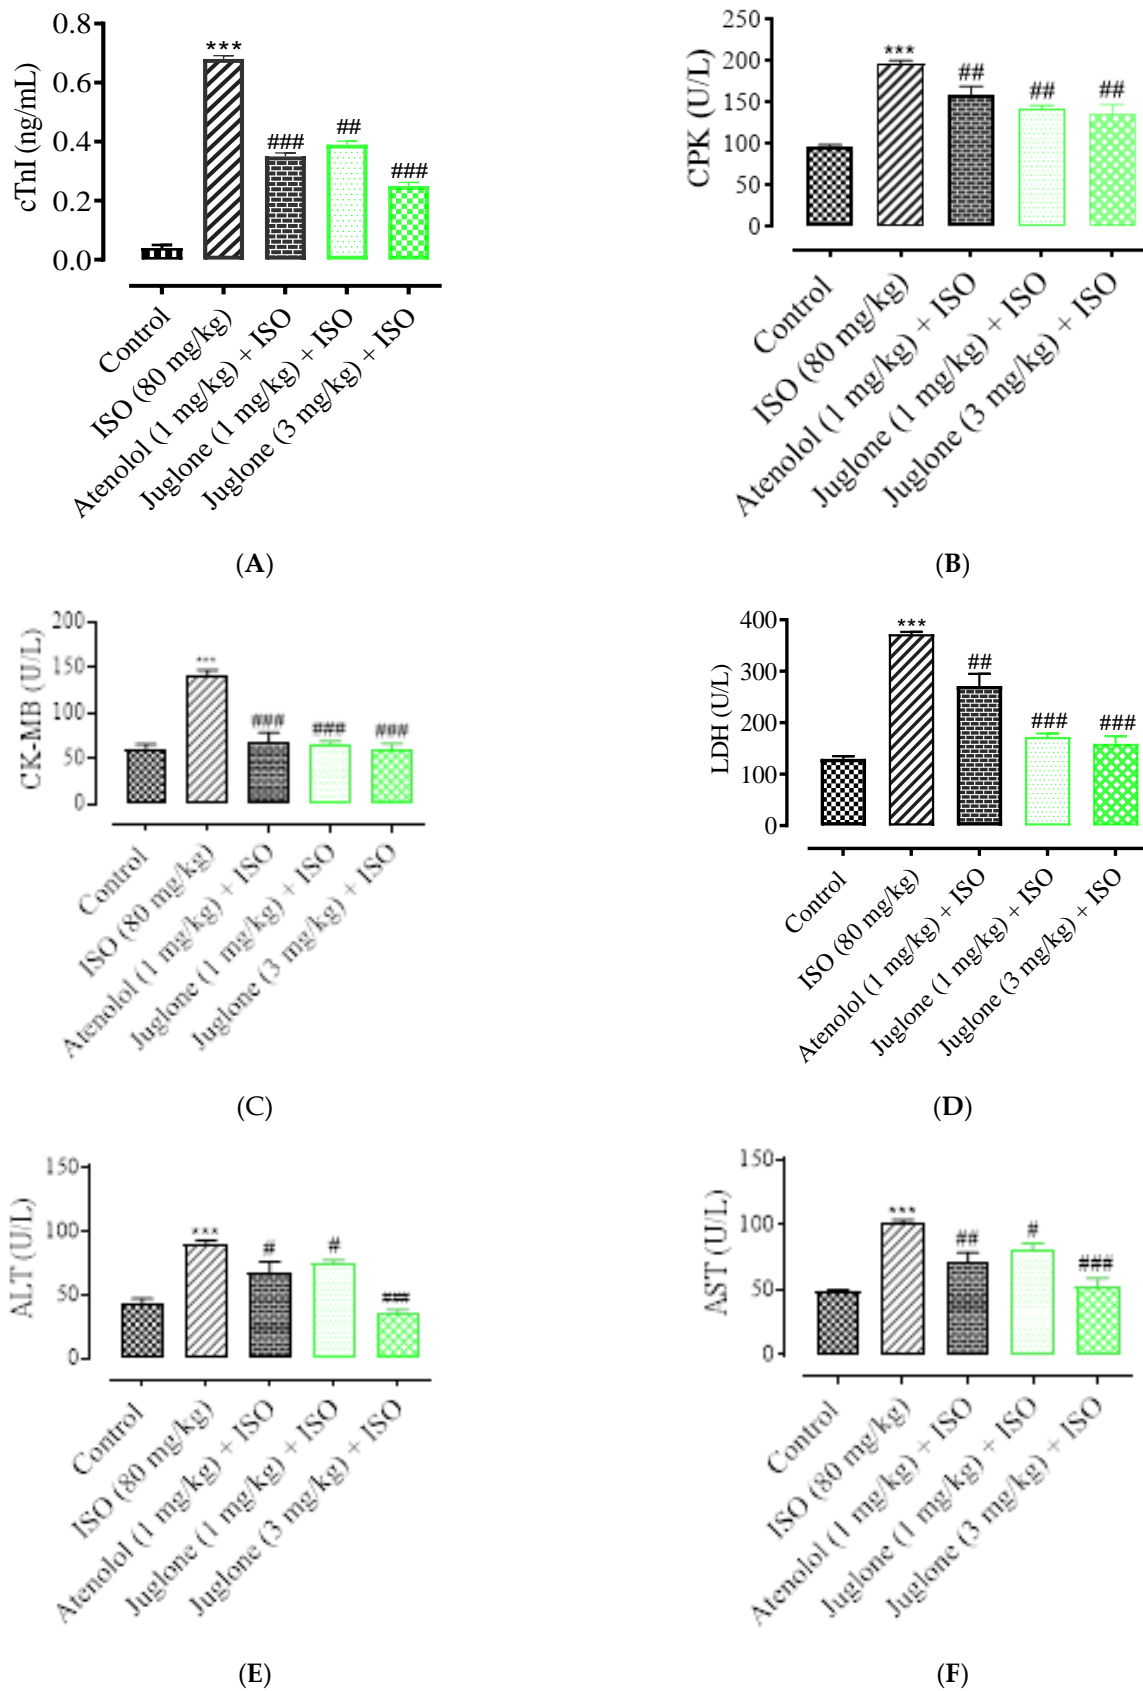 cTnI (ng/mL)
0.8
0.6
0.4
0.2
0.0
***
###
##
###
Control
ISO (80 mg/kg)
Atenolol (1 mg/kg) + ISO
Juglone (1 mg/kg) + ISO
Juglone (3 mg/kg) + ISO
(A)
CPK (U/L)
250
200
150
100
50
0
***
##
##
##
Control
ISO (80 mg/kg)
Atenolol (1 mg/kg) + ISO
Juglone (1 mg/kg) + ISO
Juglone (3 mg/kg) + ISO
(B)
CK-MB (U/L)
200
150
100
50
0
***
###
###
###
Control
ISO (80 mg/kg)
Atenolol (1 mg/kg) + ISO
Juglone (1 mg/kg) + ISO
Juglone (3 mg/kg) + ISO
(C)
LDH (U/L)
400
300
200
100
0
***
##
###
###
Control
ISO (80 mg/kg)
Atenolol (1 mg/kg) + ISO
Juglone (1 mg/kg) + ISO
Juglone (3 mg/kg) + ISO
(D)
ALT (U/L)
150
100
50
0
***
#
#
###
Control
ISO (80 mg/kg)
Atenolol (1 mg/kg) + ISO
Juglone (1 mg/kg) + ISO
Juglone (3 mg/kg) + ISO
(E)
AST (U/L)
150
100
50
0
***
##
#
###
Control
ISO (80 mg/kg)
Atenolol (1 mg/kg) + ISO
Juglone (1 mg/kg) + ISO
Juglone (3 mg/kg) + ISO
(F)